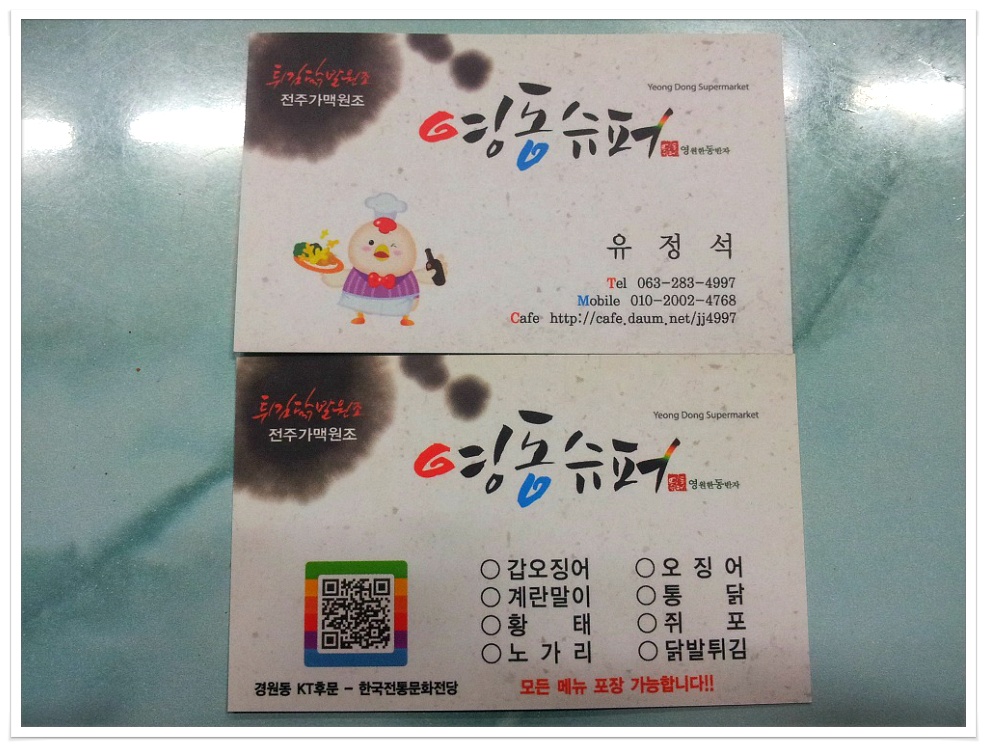 튀김닭발원조
전주가맥원조
Yeong Dong Supermarket
영동슈퍼
영원한동반자
유 정 석
Tel 063-283-4997
Mobile 010-2002-4768
Cafe http://cafe.daum.net/jj4997
튀김닭발원조
전주가맥원조
Yeong Dong Supermarket
영동슈퍼
영원한동반자
○ 갑오징어 ○ 오 징 어
○ 계란말이 ○ 통 닭
○ 황 태 ○ 쥐 포
○ 노 가 리 ○ 닭발튀김
경원동 KT후문 - 한국전통문화전당
모든 메뉴 포장 가능합니다!!